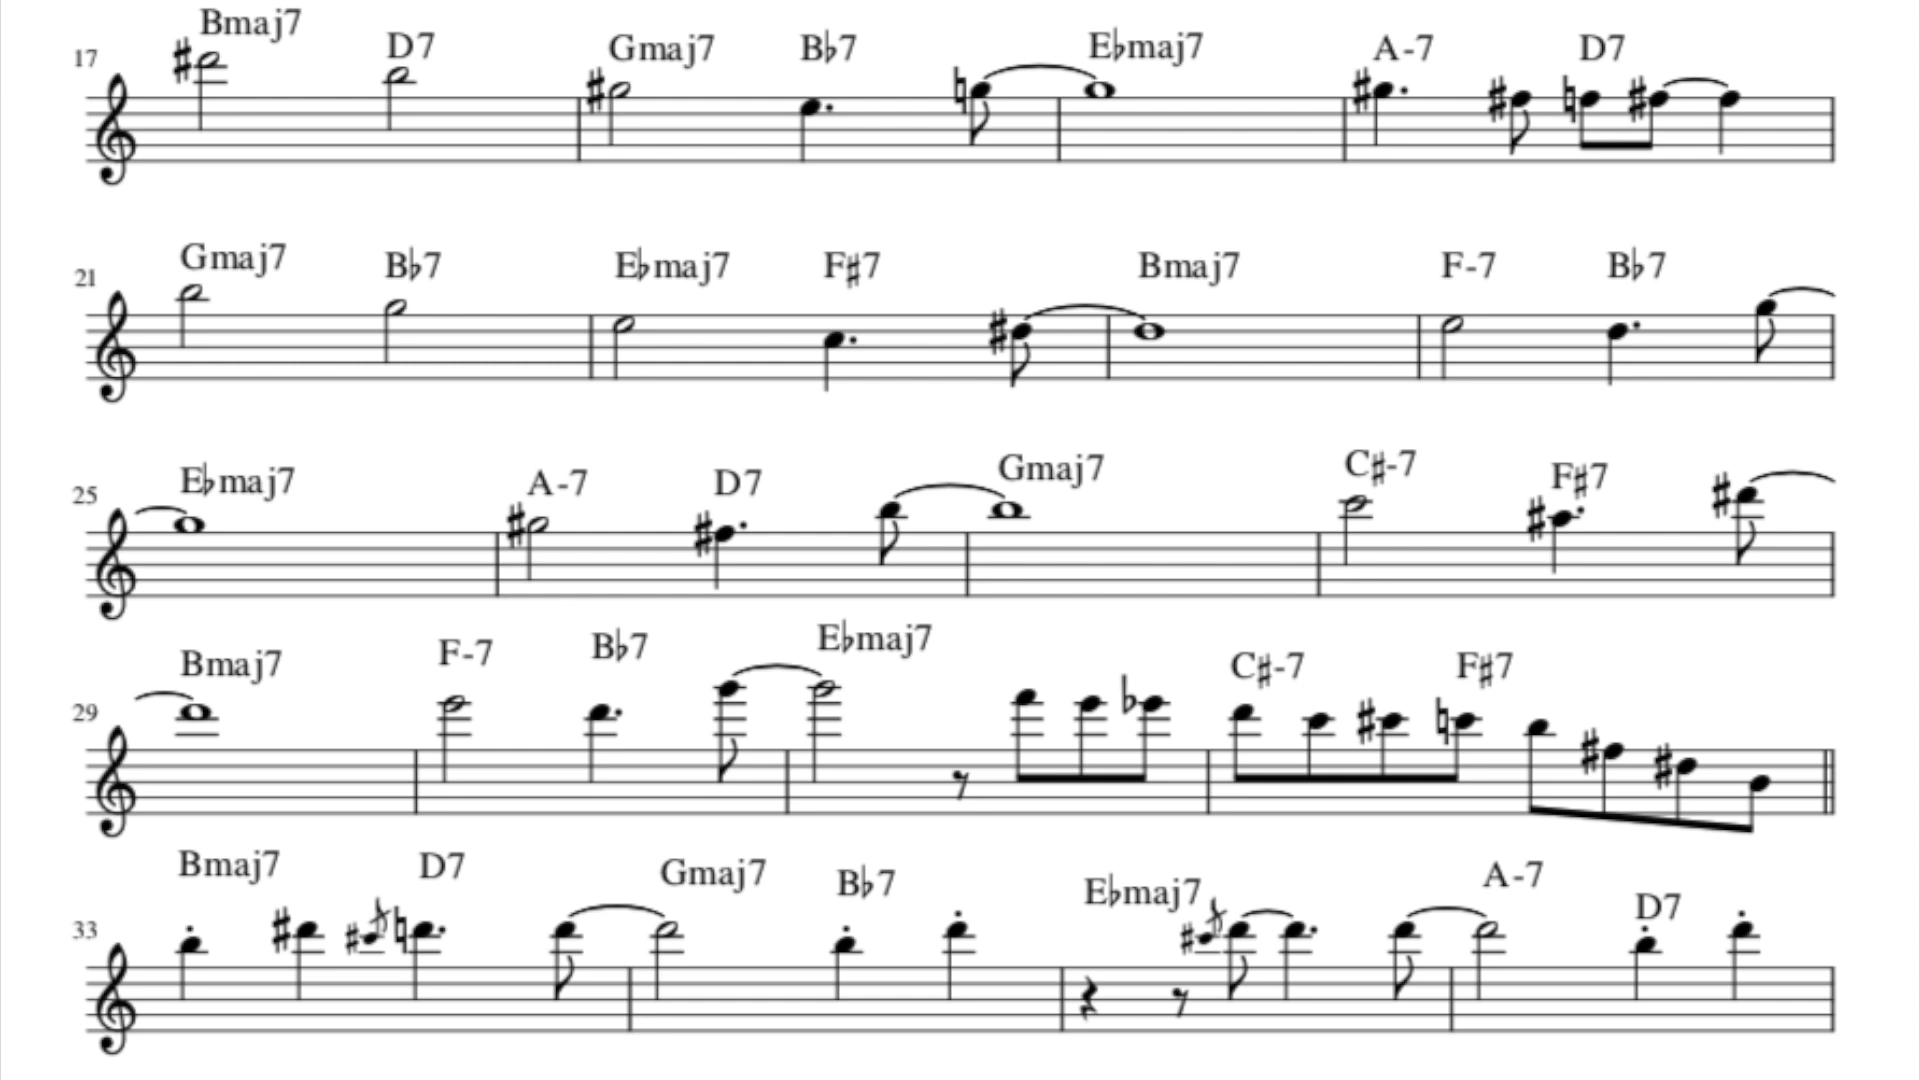 Bmaj7 D7 Gmaj7 B♭7 E♭maj7 A-7 D7
17
Gmaj7 B♭7 E♭maj7 F#7 Bmaj7 F-7 B♭7
21
E♭maj7 A-7 D7 Gmaj7 C#-7 F#7
25
Bmaj7 F-7 B♭7 E♭maj7 C#-7 F#7
29
Bmaj7 D7 Gmaj7 B♭7 E♭maj7 A-7 D7
33